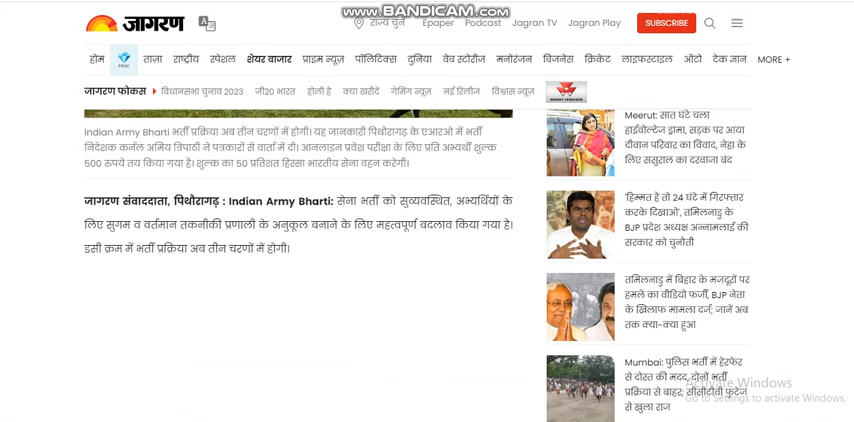 www.BANDICAM.com
जागरण
राज्य चुनें Epaper Podcast Jagran TV Jagran Play SUBSCRIBE
होम PRIME ताज़ा राष्ट्रीय स्पेशल शेयर बाजार प्राइम न्यूज़ पॉलिटिक्स दुनिया वेब स्टोरीज मनोरंजन बिजनेस क्रिकेट लाइफस्टाइल ऑटो टेक ज्ञान MORE +
जागरण फोकस विधानसभा चुनाव 2023 जी20 भारत होली है क्या खरीदें गेमिंग न्यूज़ नई रिलीज विश्वास न्यूज़ MASSEY FERGUSON
Indian Army Bharti भर्ती प्रक्रिया अब तीन चरणों में होगी। यह जानकारी पिथौरागढ़ के एआरओ में भर्ती
निदेशक कर्नल अमिय त्रिपाठी ने पत्रकारों से वार्ता में दी। आनलाइन प्रवेश परीक्षा के लिए प्रति अभ्यर्थी शुल्क
500 रुपये तय किया गया है। शुल्क का 50 प्रतिशत हिस्सा भारतीय सेना वहन करेगी।
जागरण संवाददाता, पिथौरागढ़ : Indian Army Bharti: सेना भर्ती को सुव्यवस्थित, अभ्यर्थियों के
लिए सुगम व वर्तमान तकनीकी प्रणाली के अनुकूल बनाने के लिए महत्वपूर्ण बदलाव किया गया है।
इसी क्रम में भर्ती प्रक्रिया अब तीन चरणों में होगी।
Meerut: सात घंटे चला
हाईवोल्टेज ड्रामा, सड़क पर आया
दीवान परिवार का विवाद, नेहा के
लिए ससुराल का दरवाजा बंद
'हिम्मत है तो 24 घंटे में गिरफ्तार
करके दिखाओ', तमिलनाडु के
BJP प्रदेश अध्यक्ष अन्नामलाई की
सरकार को चुनौती
तमिलनाडु में बिहार के मजदूरों पर
हमले का वीडियो फर्जी, BJP नेता
के खिलाफ मामला दर्ज; जानें अब
तक क्या-क्या हुआ
Mumbai: पुलिस भर्ती में हेरफेर
से दोस्त की मदद, दोनों भर्ती
प्रक्रिया से बाहर; सीसीटीवी फुटेज
से खुला राज
Activate Windows
Go to Settings to activate Windows.